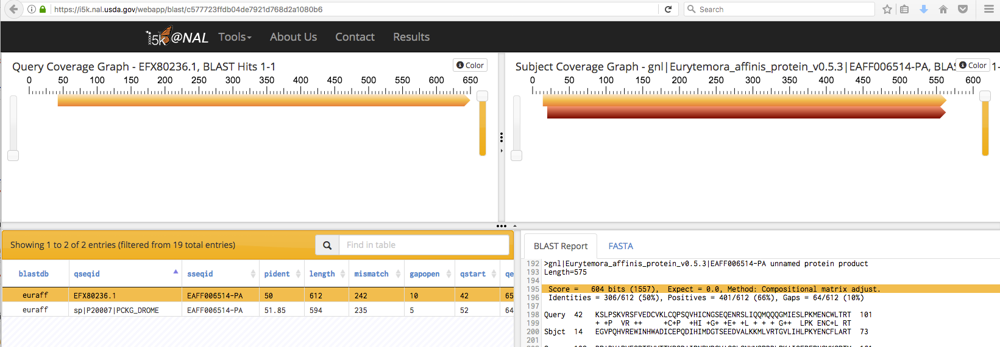 https://i5k.nal.usda.gov/webapp/blast/c577723ffdb04de7921d768d2a1080b6
Search
i5k @NAL Tools About Us Contact Results
Query Coverage Graph - EFX80236.1, BLAST Hits 1-1
Color
0 50 100 150 200 250 300 350 400 450 500 550 600 650
Subject Coverage Graph - gnl|Eurytemora_affinis_protein_v0.5.3|EAFF006514-PA, BLAS
Color
1-
0 50 100 150 200 250 300 350 400 450 500 550 600
Showing 1 to 2 of 2 entries (filtered from 19 total entries)
Find in table
blastdb qseqid sseqid pident length mismatch gapopen qstart qe
euraff EFX80236.1 EAFF006514-PA 50 612 242 10 42 65
euraff sp|P20007|PCKG_DROME EAFF006514-PA 51.85 594 235 5 52 64
BLAST Report FASTA
192 >gnl|Eurytemora_affinis_protein_v0.5.3|EAFF006514-PA unnamed protein product
193 Length=575
194
195 Score = 604 bits (1557), Expect = 0.0, Method: Compositional matrix adjust.
196 Identities = 306/612 (50%), Positives = 401/612 (66%), Gaps = 64/612 (10%)
197
198 Query 42 KSLPSKVRSFVEDCVKLCQPSQVHICNGSEQENRSLIQQMQQQGMIESLPKMENCWLTRT 101
199 + +P VR ++ +C+P +HI +G+ +E+ +L + + + G++ LPK ENC+L RT
200 Sbjct 14 EGVPQHVREWINHWADICEPQDIHIMDGTSEEDVALKKMLVRTGVLIHLPKYENCFLART 73
201